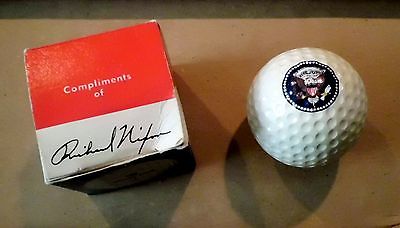 Compliments
of
Richard Nixon